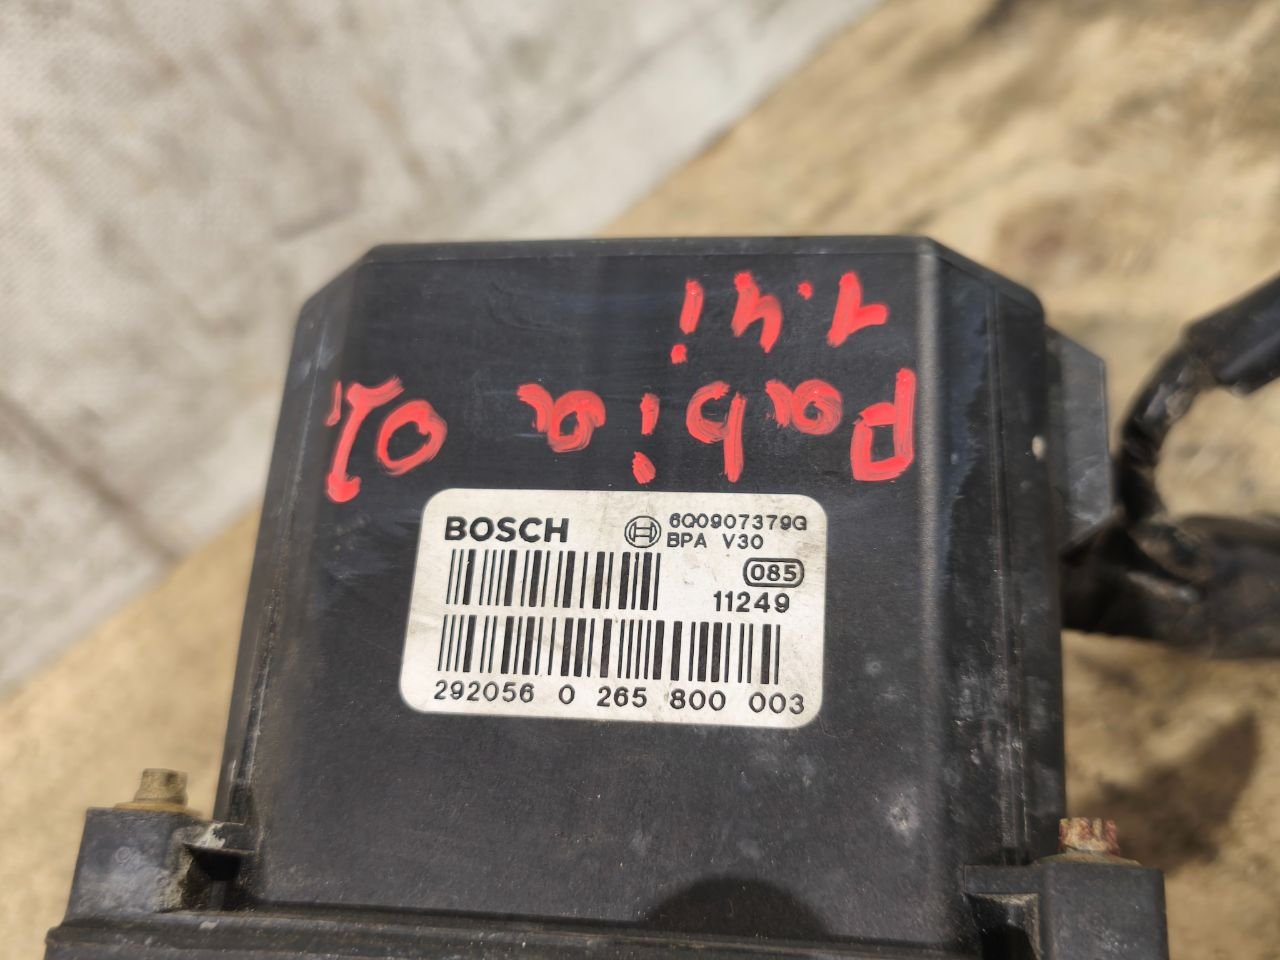 Fabia 02
1.4i
BOSCH
6Q0907379G
BPA V30
085
11249
292056 0 265 800 003